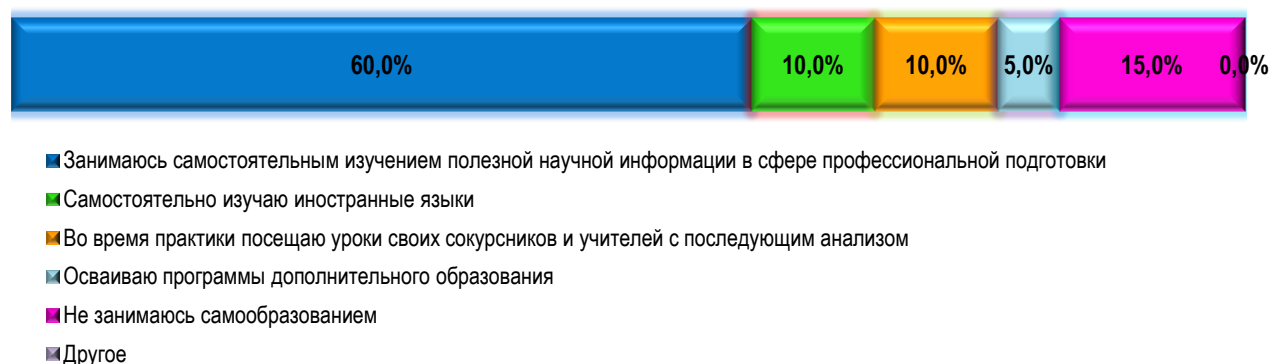 60,0% 10,0% 10,0% 5,0% 15,0% 0,0%
Занимаюсь самостоятельным изучением полезной научной информации в сфере профессиональной подготовки
Самостоятельно изучаю иностранные языки
Во время практики посещаю уроки своих сокурсников и учителей с последующим анализом
Осваиваю программы дополнительного образования
Не занимаюсь самообразованием
Другое